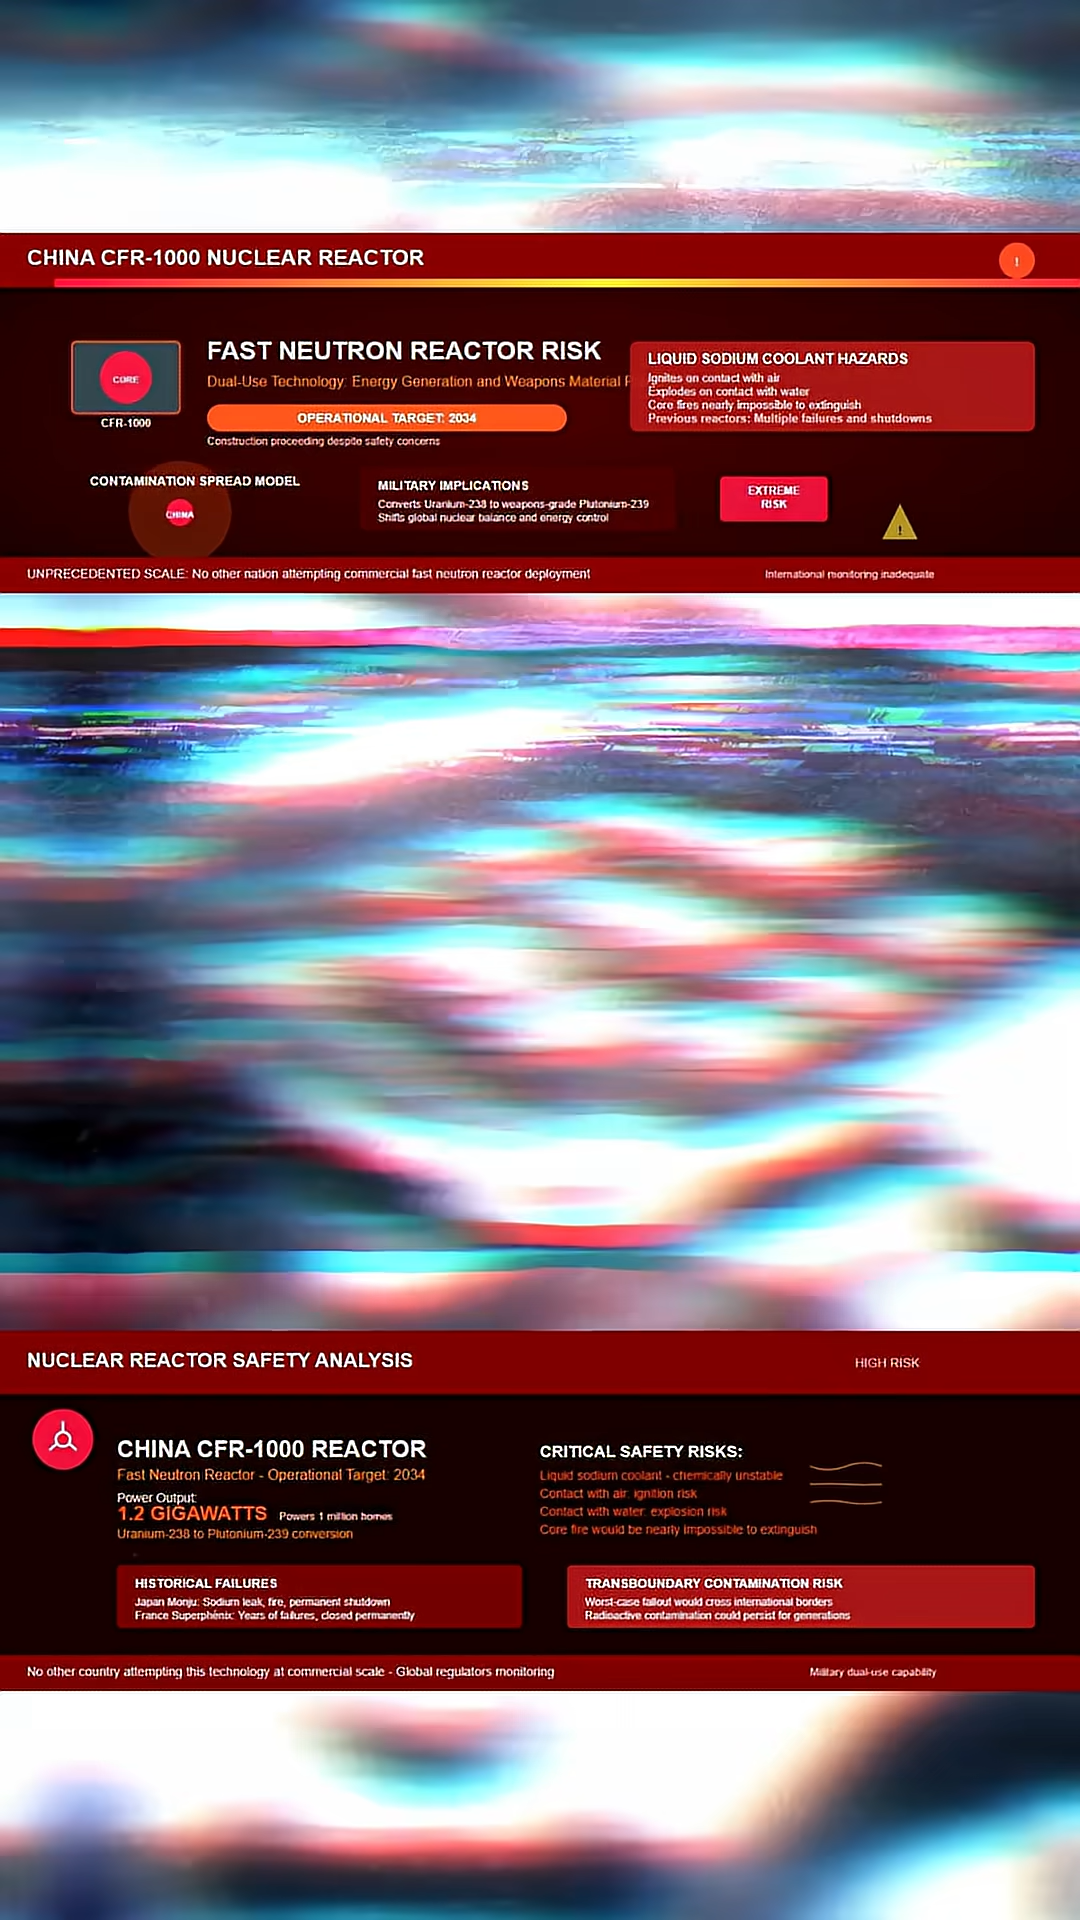 CHINA CFR-1000 NUCLEAR REACTOR
!
FAST NEUTRON REACTOR RISK
Dual-Use Technology: Energy Generation and Weapons Material
CORE
CFR-1000
OPERATIONAL TARGET: 2034
Construction proceeding despite safety concerns
LIQUID SODIUM COOLANT HAZARDS
Ignites on contact with air
Explodes on contact with water
Core fires nearly impossible to extinguish
Previous reactors: Multiple failures and shutdowns
CONTAMINATION SPREAD MODEL
CHINA
MILITARY IMPLICATIONS
Converts Uranium-238 to weapons-grade Plutonium-239
Shifts global nuclear balance and energy control
EXTREME
RISK
!
UNPRECEDENTED SCALE: No other nation attempting commercial fast neutron reactor deployment
International monitoring inadequate
NUCLEAR REACTOR SAFETY ANALYSIS
HIGH RISK
CHINA CFR-1000 REACTOR
Fast Neutron Reactor - Operational Target: 2034
Power Output:
1.2 GIGAWATTS Powers 1 million homes
Uranium-238 to Plutonium-239 conversion
CRITICAL SAFETY RISKS:
Liquid sodium coolant - chemically unstable
Contact with air: ignition risk
Contact with water: explosion risk
Core fire would be nearly impossible to extinguish
HISTORICAL FAILURES
Japan Monju: Sodium leak, fire, permanent shutdown
France Superphénix: Years of failures, closed permanently
TRANSBOUNDARY CONTAMINATION RISK
Worst-case fallout would cross international borders
Radioactive contamination could persist for generations
No other country attempting this technology at commercial scale - Global regulators monitoring
Military dual-use capability